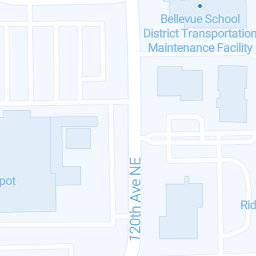 Bellevue School
District Transportation
Maintenance Facility
120th Ave NE
pot
Rid